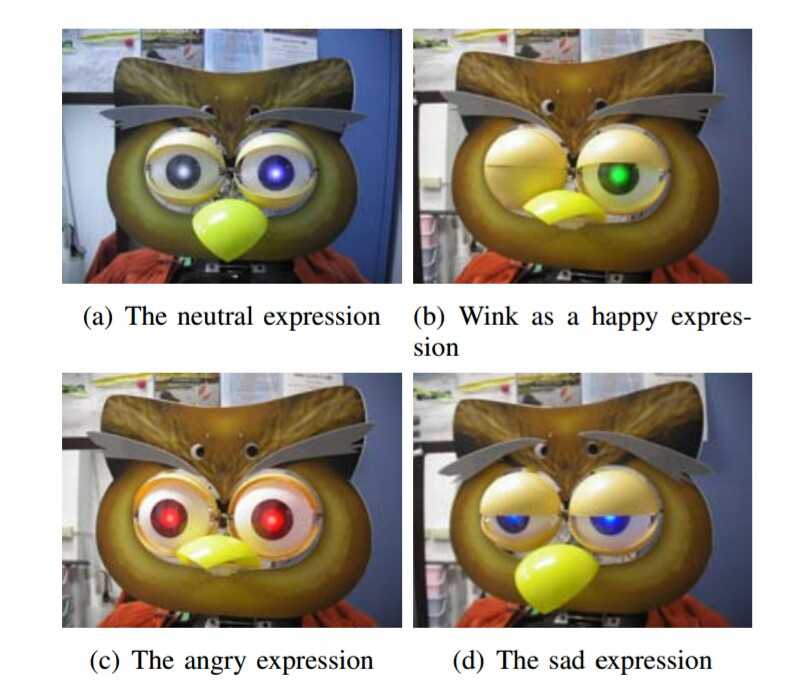 (a) The neutral expression
(b) Wink as a happy expres-
sion
(c) The angry expression
(d) The sad expression